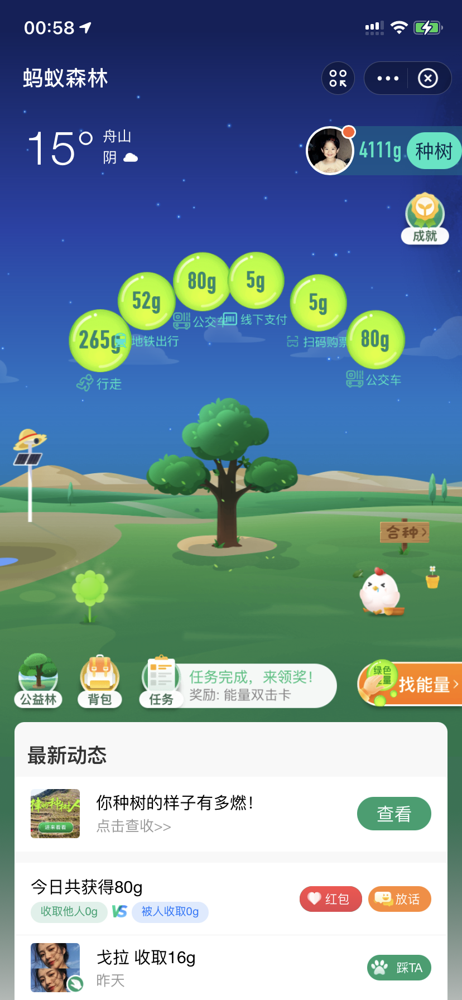 00:58
蚂蚁森林
15°
舟山
阴
4111g
种树
成就
80g
5g
52g
5g
265g
80g
公交车
线下支付
地铁出行
扫码购票
行走
公交车
合种
公益林
背包
任务
任务完成，来领奖！
奖励: 能量双击卡
绿色
找能量
最新动态
你种树的样子有多燃！
点击查收>>
进来看看
查看
今日共获得80g
收取他人0g
VS
被人收取0g
红包
放话
戈拉 收取16g
昨天
踩TA